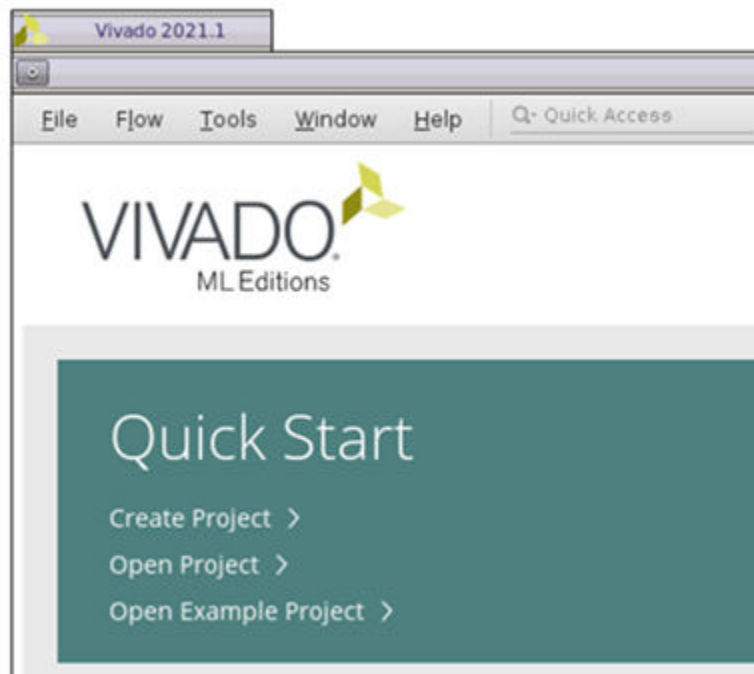 Vivado 2021.1
File Flow Tools Window Help Quick Access
VIVADO.
ML Editions
Quick Start
Create Project
Open Project
Open Example Project